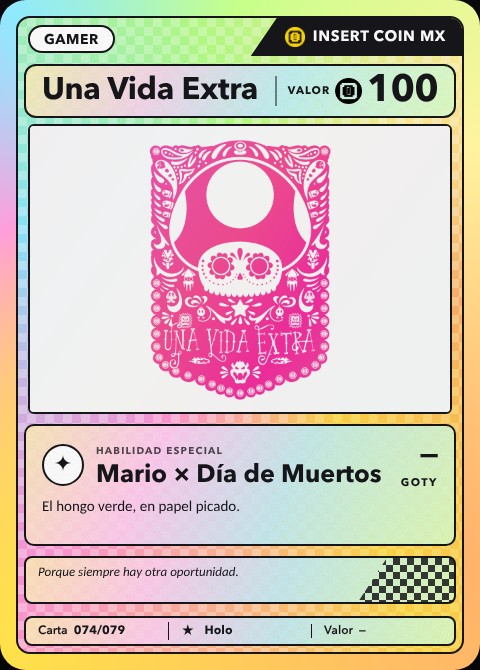 GAMER
INSERT COIN MX
Una Vida Extra
VALOR 100
UNA VIDA EXTRA
HABILIDAD ESPECIAL
Mario × Día de Muertos
–
GOTY
El hongo verde, en papel picado.
Porque siempre hay otra oportunidad.
Carta 074/079 ★ Holo Valor –